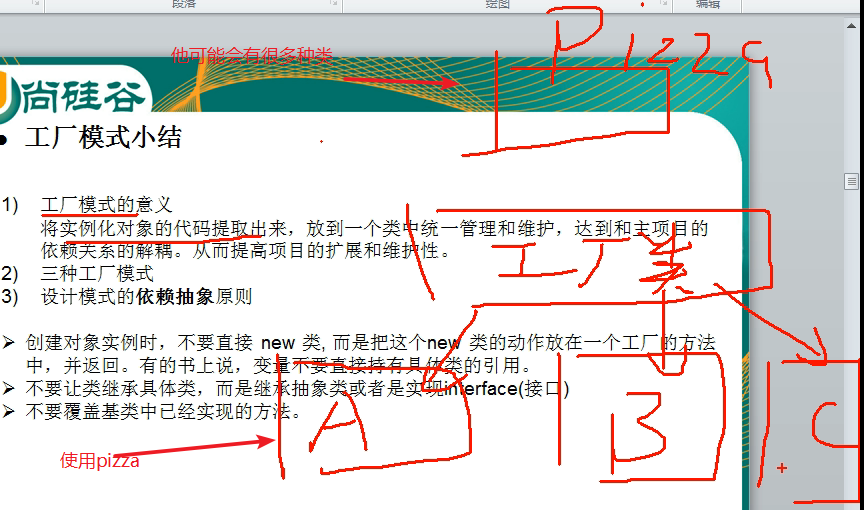 段落
绘图
编辑
他可能会有很多种类
Pizza
尚硅谷
• 工厂模式小结
1) 工厂模式的意义
将实例化对象的代码提取出来，放到一个类中统一管理和维护，达到和主项目的
依赖关系的解耦。从而提高项目的扩展和维护性。
2) 三种工厂模式
3) 设计模式的依赖抽象原则
工厂类
➢ 创建对象实例时，不要直接 new 类, 而是把这个new 类的动作放在一个工厂的方法
中，并返回。有的书上说，变量不要直接持有具体类的引用。
➢ 不要让类继承具体类，而是继承抽象类或者是实现interface(接口)
➢ 不要覆盖基类中已经实现的方法。
A
B
C
使用pizza